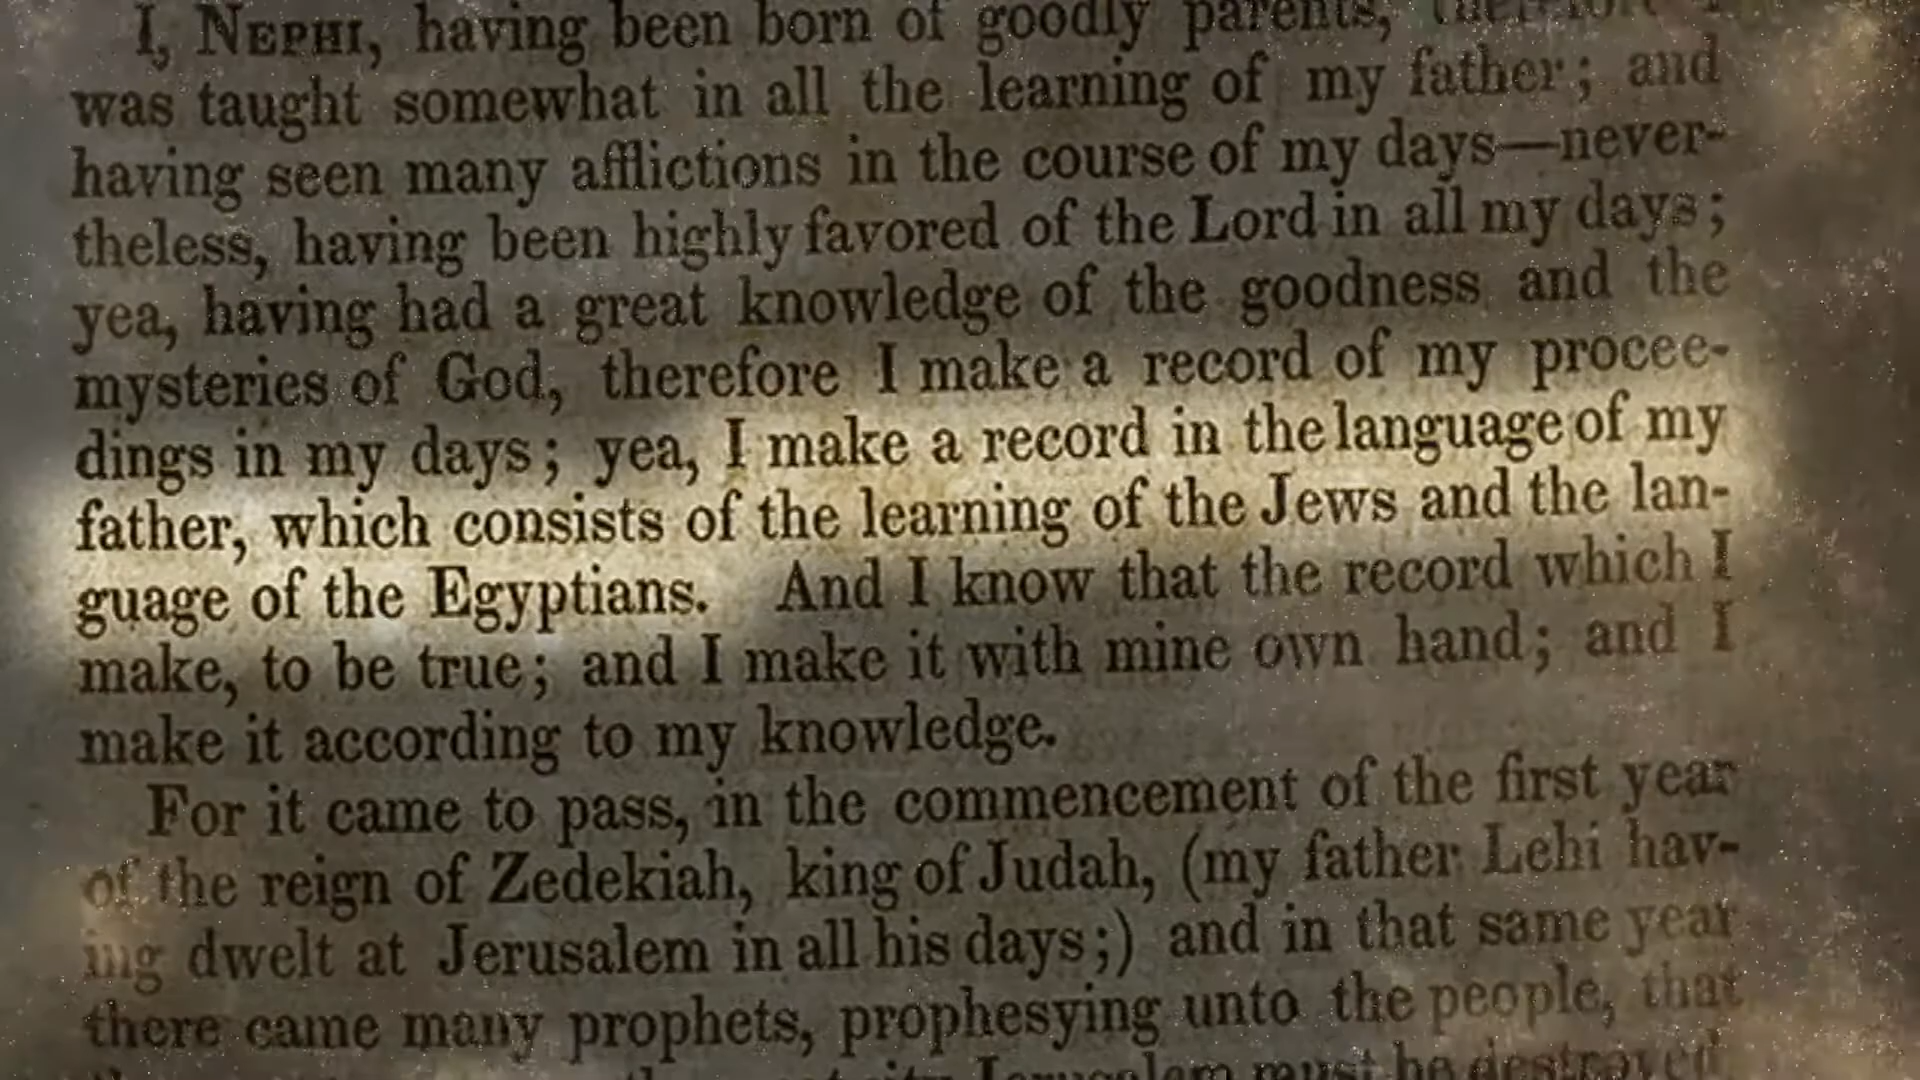 I, NEPHI, having been born of goodly parents, therefore I
was taught somewhat in all the learning of my father; and
having seen many afflictions in the course of my days—never-
theless, having been highly favored of the Lord in all my days;
yea, having had a great knowledge of the goodness and the
mysteries of God, therefore I make a record of my procee-
dings in my days; yea, I make a record in the language of my
father, which consists of the learning of the Jews and the lan-
guage of the Egyptians. And I know that the record which I
make, to be true; and I make it with mine own hand; and I
make it according to my knowledge.
For it came to pass, in the commencement of the first year
of the reign of Zedekiah, king of Judah, (my father Lehi hav-
ing dwelt at Jerusalem in all his days;) and in that same year
there came many prophets, prophesying unto the people, that
Jerusalem must be destroyed